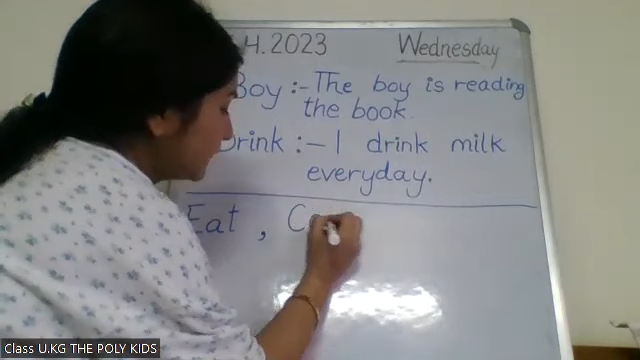 .4.2023 Wednesday
Boy :- The boy is reading
the book.
Drink :- I drink milk
everyday.
Eat ,
Class U.KG THE POLY KIDS